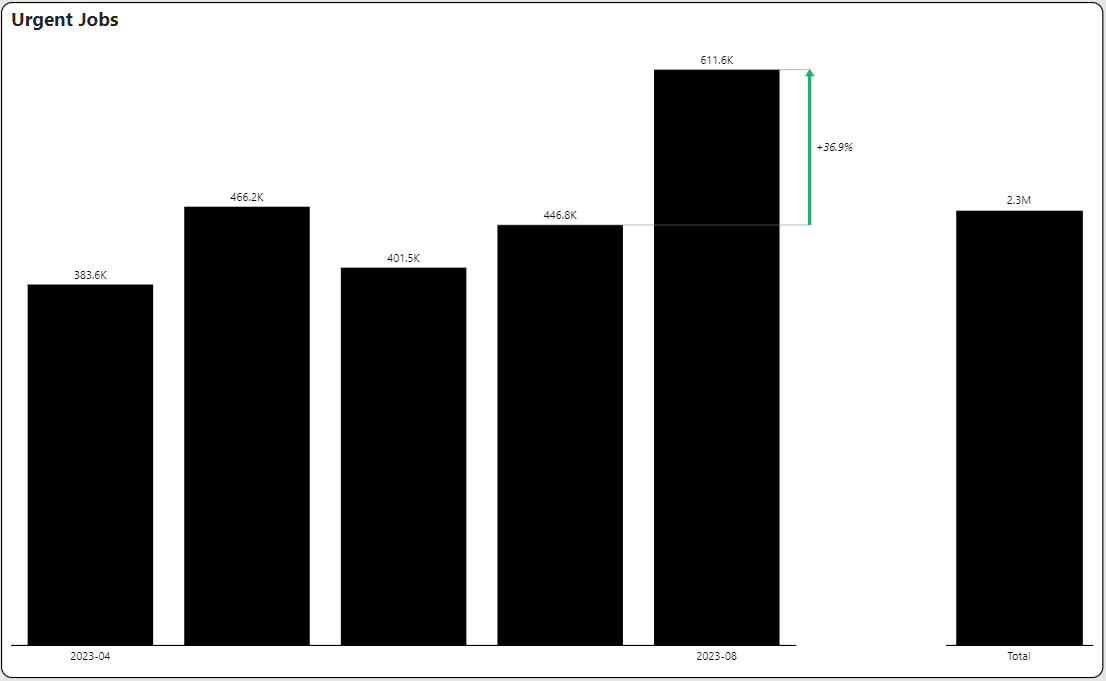 Urgent Jobs
611.6K
+36.9%
466.2K
2.3M
446.8K
401.5K
383.6K
2023-04
2023-08
Total